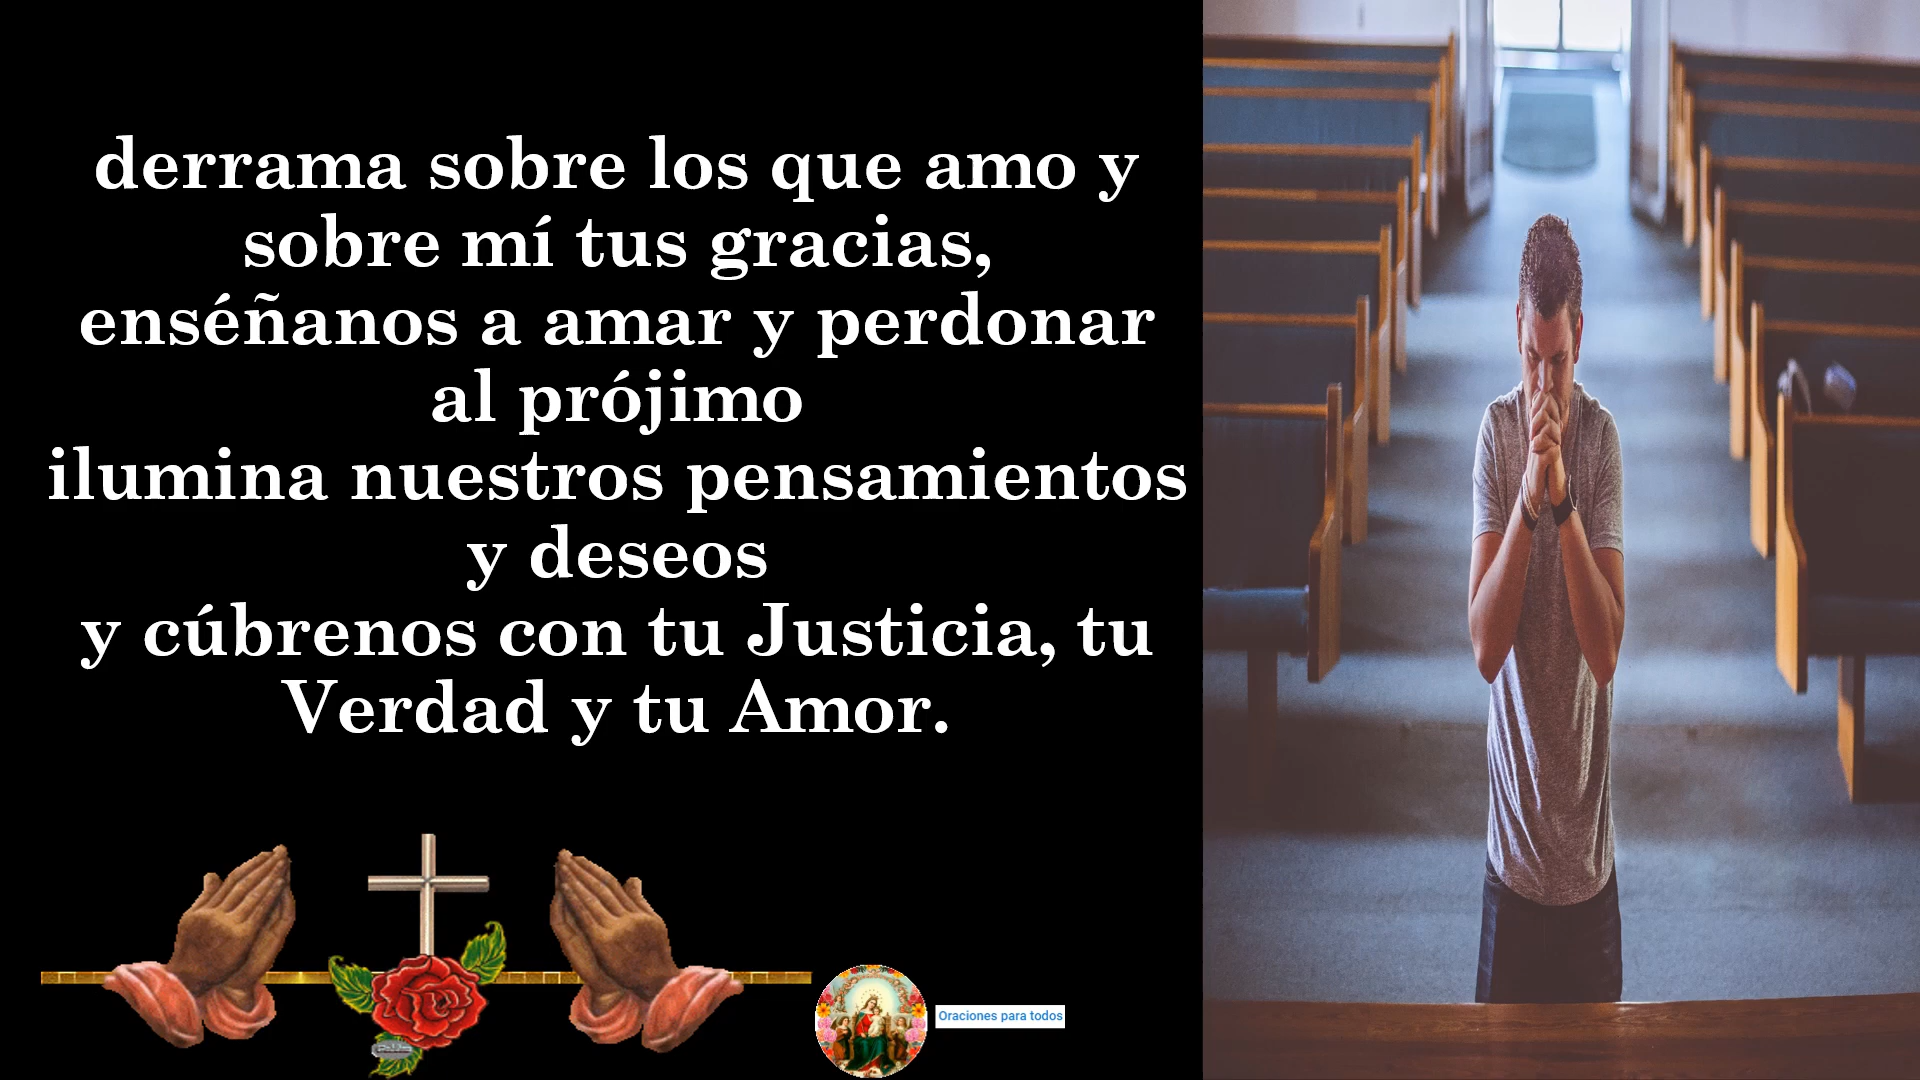 derrama sobre los que amo y
sobre mí tus gracias,
enséñanos a amar y perdonar
al prójimo
ilumina nuestros pensamientos
y deseos
y cúbrenos con tu Justicia, tu
Verdad y tu Amor.
Oraciones para todos